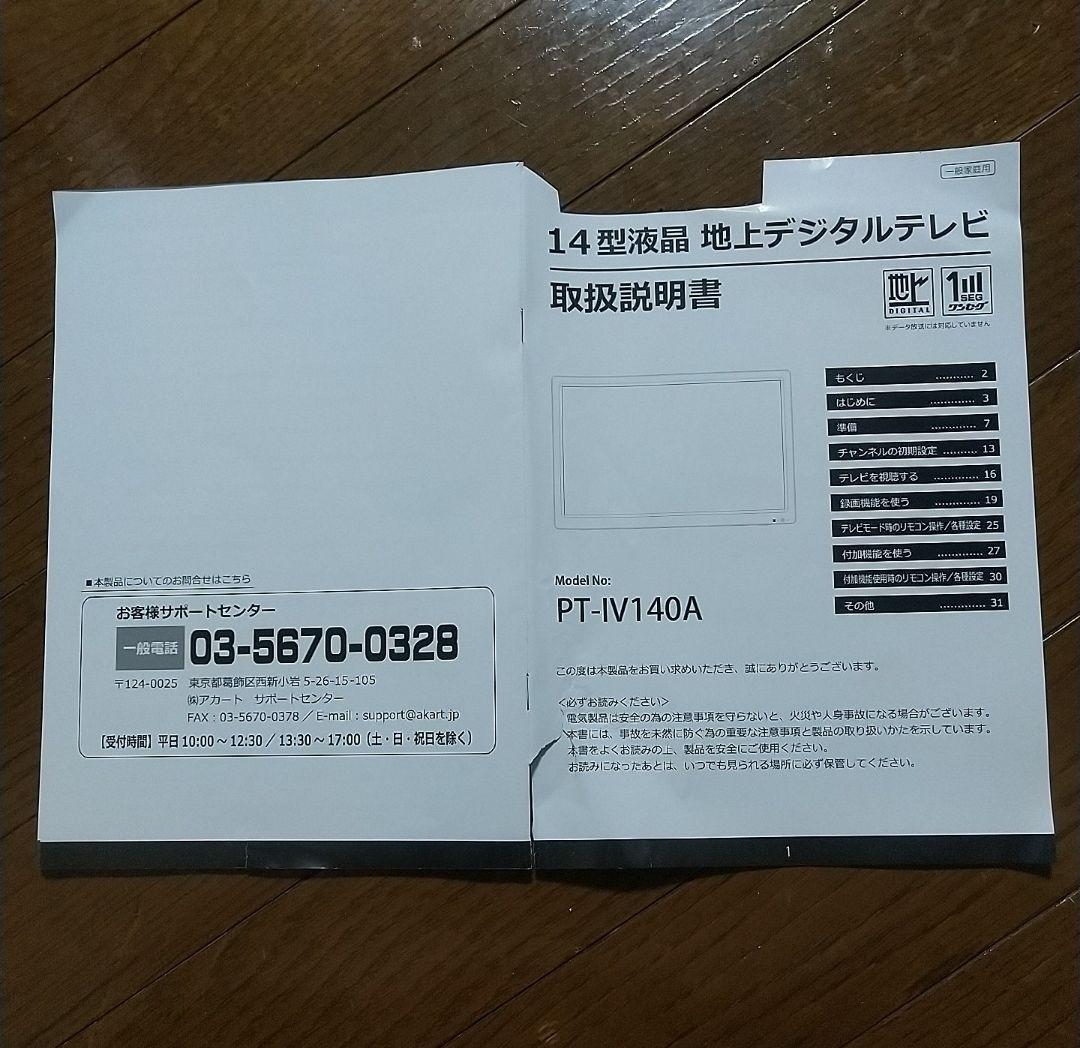 ■本製品についてのお問合せはこちら
お客様サポートセンター
一般電話 03-5670-0328
〒124-0025 東京都葛飾区西新小岩 5-26-15-105
㈱アカート サポートセンター
FAX : 03-5670-0378 / E-mail : support@akart.jp
【受付時間】平日 10:00 ~ 12:30 / 13:30 ~ 17:00（土・日・祝日を除く）
一般家庭用
14型液晶 地上デジタルテレビ
取扱説明書
地上 DIGITAL
1 SEG ワンセグ
※データ放送には対応していません
もくじ ........... 2
はじめに ............. 3
準備 ............. 7
チャンネルの初期設定 .......... 13
テレビを視聴する ............. 16
録画機能を使う ............. 19
テレビモード時のリモコン操作／各種設定 25
付加機能を使う ............. 27
付加機能使用時のリモコン操作／各種設定 30
その他 ............. 31
Model No:
PT-IV140A
この度は本製品をお買い求めいただき、誠にありがとうございます。
＜必ずお読みください＞
電気製品は安全の為の注意事項を守らないと、火災や人身事故になる場合がございます。
本書には、事故を未然に防ぐ為の重要な注意事項と製品の取り扱いかたを示しています。
本書をよくお読みの上、製品を安全にご使用ください。
お読みになったあとは、いつでも見られる場所に必ず保管してください。
1